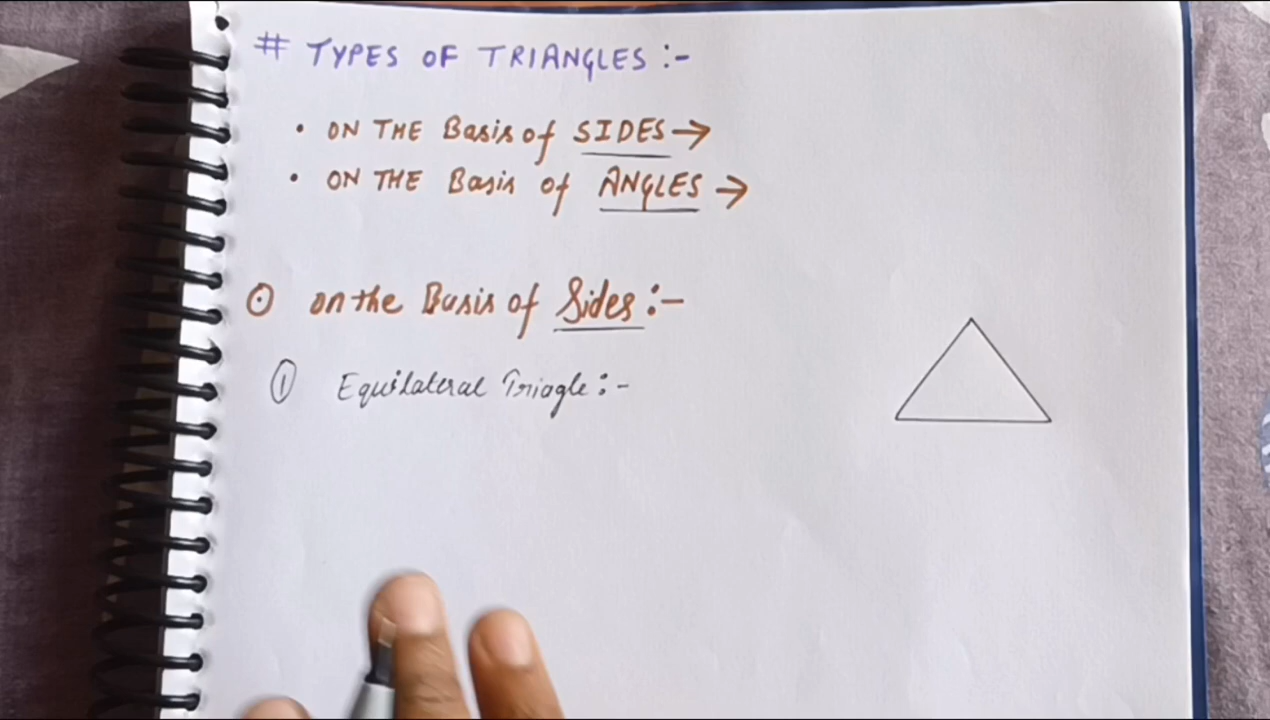 # TYPES OF TRIANGLES :-
• ON THE Basis of SIDES →
• ON THE Basis of ANGLES →
⊙ on the Basis of Sides :-
① Equilateral Triagle :-